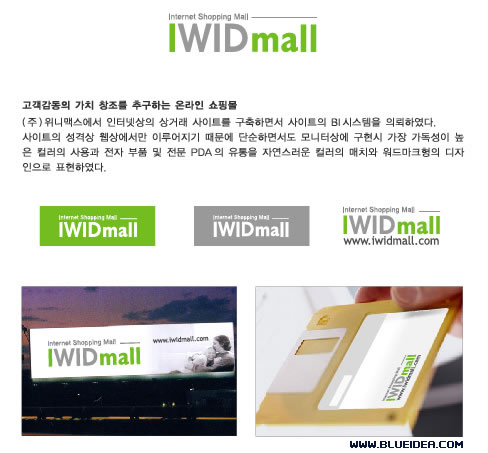 Internet Shopping Mall
IWIDmall
고객감동의 가치 창조를 추구하는 온라인 쇼핑몰
(주)위니맥스에서 인터넷상의 상거래 사이트를 구축하면서 사이트의 BI시스템을 의뢰하였다.
사이트의 성격상 웹상에서만 이루어지기 때문에 단순하면서도 모니터상에 구현시 가장 가독성이 높
은 컬러의 사용과 전자 부품 및 전문 PDA의 유통을 자연스러운 컬러의 매치와 워드마크형의 디자
인으로 표현하였다.
Internet Shopping Mall
IWIDmall
Internet Shopping Mall
IWIDmall
Internet Shopping Mall
IWIDmall
www.iwidmall.com
Internet Shopping Mall
IWIDmall
www.iwidmall.com
Internet Shopping Mall
IWIDmall
www.iwidmall.com
WWW.BLUEIDEA.COM